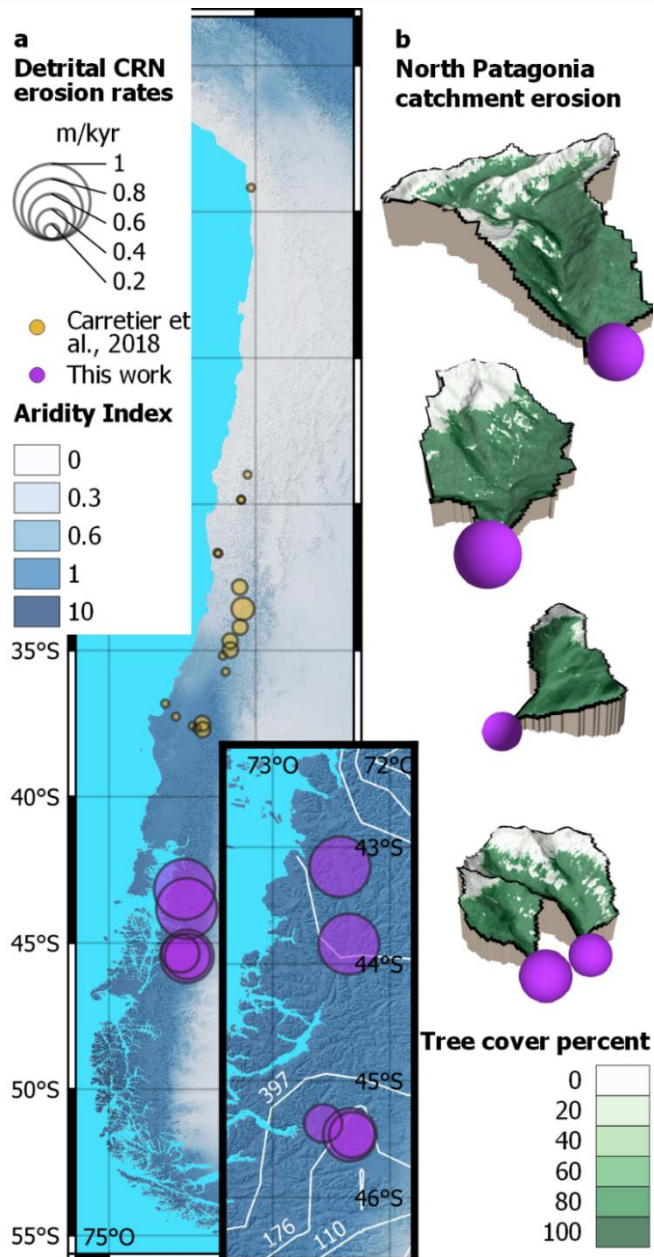 a
Detrital CRN
erosion rates
m/kyr
1
0.8
0.6
0.4
0.2
Carretier et
al., 2018
This work
Aridity Index
0
0.3
0.6
1
10
35°S
40°S
45°S
50°S
55°S
75°O
73°O
72°O
43°S
44°S
45°S
46°S
397
176
110
b
North Patagonia
catchment erosion
Tree cover percent
0
20
40
60
80
100